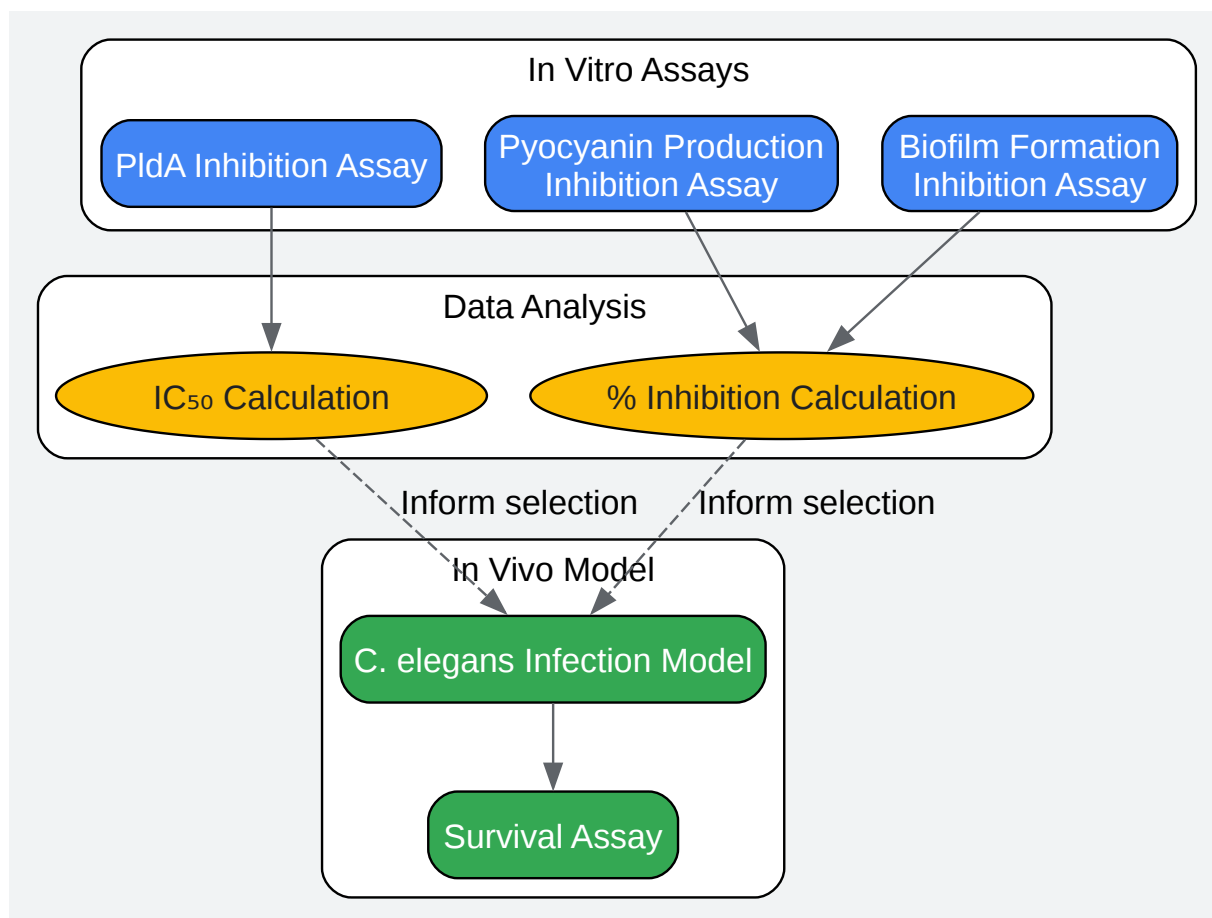 In Vitro Assays
PldA Inhibition Assay
Pyocyanin Production
Inhibition Assay
Biofilm Formation
Inhibition Assay
Data Analysis
IC₅₀ Calculation
% Inhibition Calculation
Inform selection
Inform selection
In Vivo Model
C. elegans Infection Model
Survival Assay